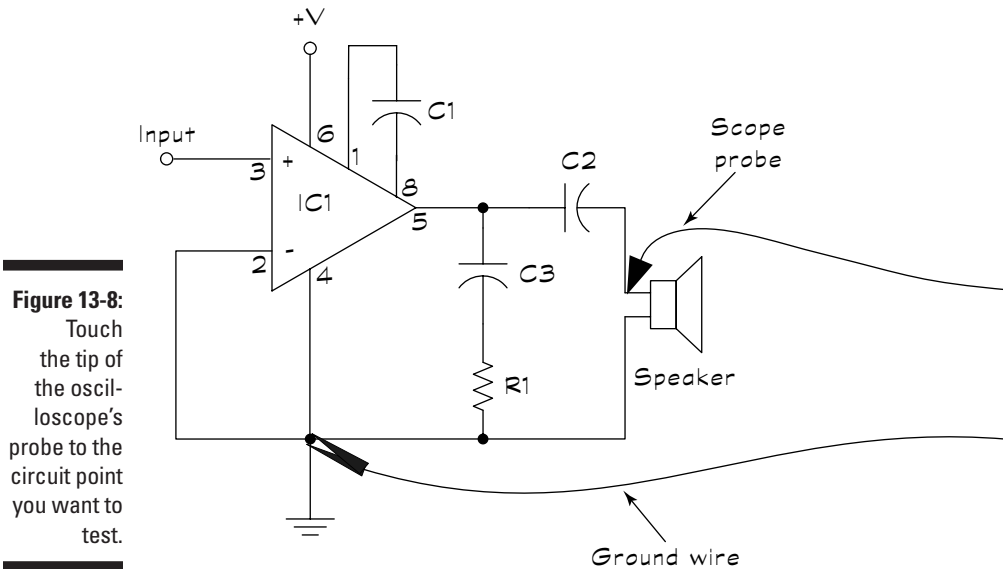 +V
C1
6
1
Input
3
+
IC1
8
5
-
2
4
C2
Scope
probe
C3
R1
Speaker
Ground wire
Figure 13-8:
Touch
the tip of
the oscil-
loscope's
probe to the
circuit point
you want to
test.